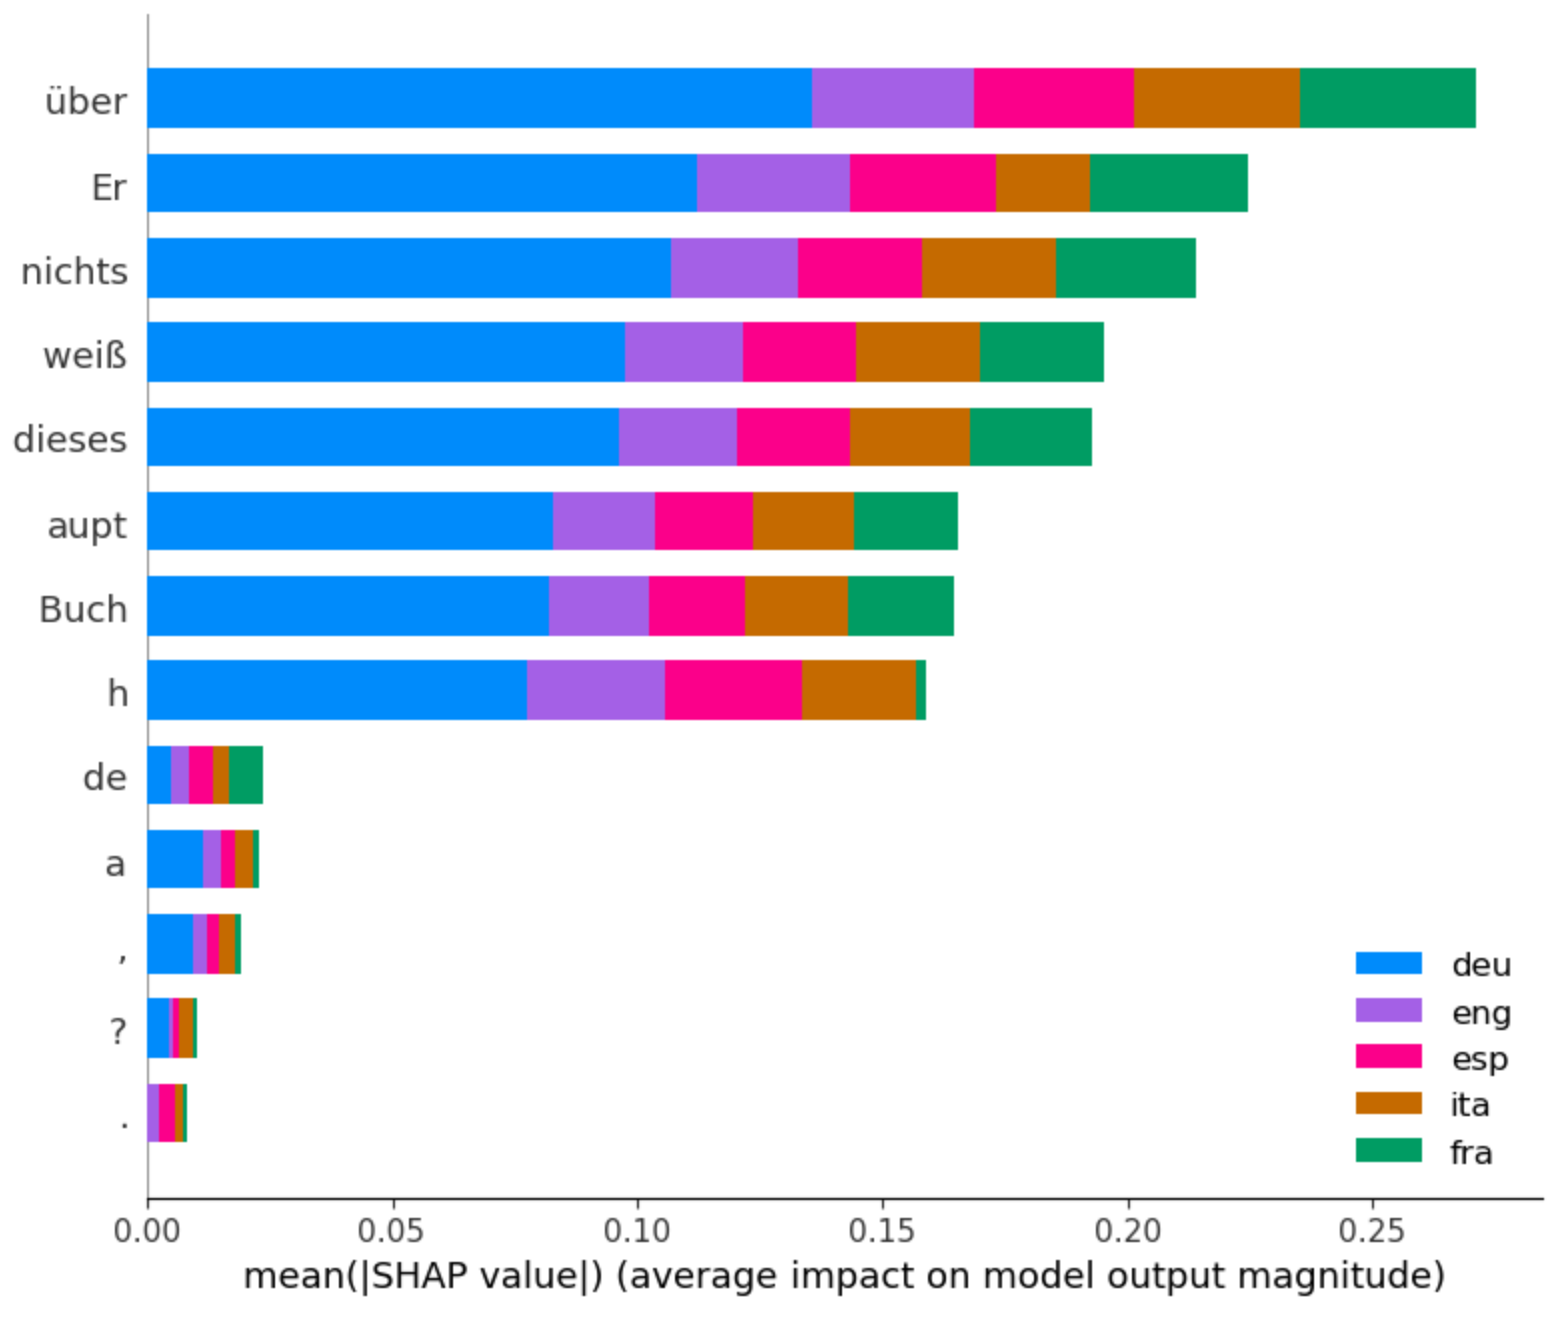 über
Er
nichts
weiß
dieses
aupt
Buch
h
de
a
,
?
.
deu
eng
esp
ita
fra
0.00 0.05 0.10 0.15 0.20 0.25
mean(|SHAP value|) (average impact on model output magnitude)